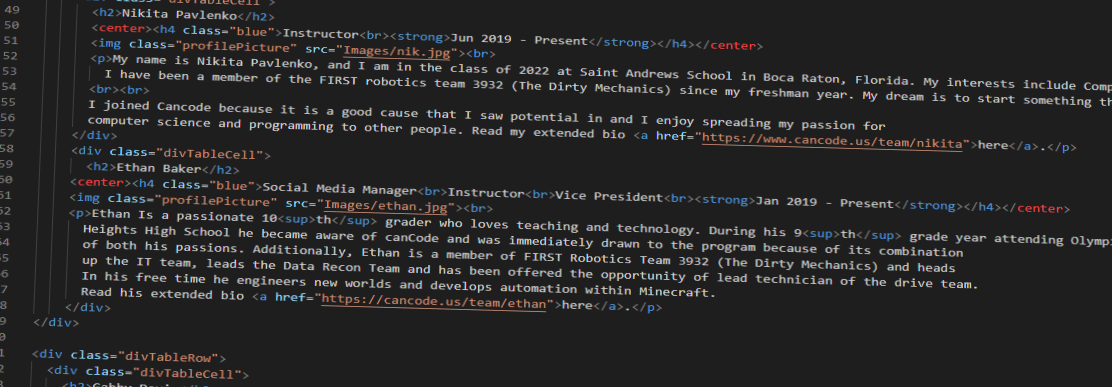 49
50 <h2>Nikita Pavlenko</h2>
51 <center><h4 class="blue">Instructor<br><strong>Jun 2019 - Present</strong></h4></center>
52 <img class="profilePicture" src="Images/nik.jpg"><br>
53 <p>My name is Nikita Pavlenko, and I am in the class of 2022 at Saint Andrews School in Boca Raton, Florida. My interests include Comp
54 I have been a member of the FIRST robotics team 3932 (The Dirty Mechanics) since my freshman year. My dream is to start something th
55 <br><br>
56 I joined Cancode because it is a good cause that I saw potential in and I enjoy spreading my passion for
57 computer science and programming to other people. Read my extended bio <a href="https://www.cancode.us/team/nikita">here</a>.</p>
58 </div>
59 <div class="divTableCell">
60 <h2>Ethan Baker</h2>
61 <center><h4 class="blue">Social Media Manager<br>Instructor<br>Vice President<br><strong>Jan 2019 - Present</strong></h4></center>
62 <img class="profilePicture" src="Images/ethan.jpg"><br>
63 <p>Ethan Is a passionate 10<sup>th</sup> grader who loves teaching and technology. During his 9<sup>th</sup> grade year attending Olymp
64 Heights High School he became aware of canCode and was immediately drawn to the program because of its combination
65 of both his passions. Additionally, Ethan is a member of FIRST Robotics Team 3932 (The Dirty Mechanics) and heads
66 up the IT team, leads the Data Recon Team and has been offered the opportunity of lead technician of the drive team.
7 In his free time he engineers new worlds and develops automation within Minecraft.
8 Read his extended bio <a href="https://cancode.us/team/ethan">here</a>.</p>
9 </div>
0 </div>
1 <div class="divTableRow">
2 <div class="divTableCell">